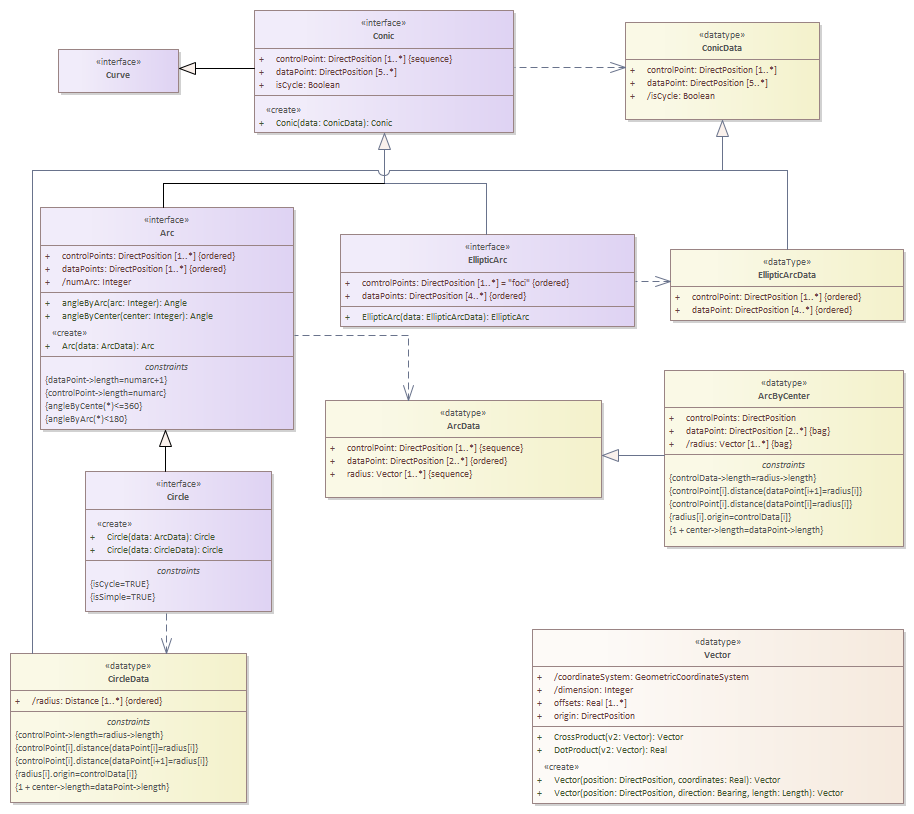 «interface»
Conic
+ controlPoint: DirectPosition [1..*] {sequence}
+ dataPoint: DirectPosition [5..*]
+ isCycle: Boolean
«create»
+ Conic(data: ConicData): Conic
«interface»
Curve
«datatype»
ConicData
+ controlPoint: DirectPosition [1..*]
+ dataPoint: DirectPosition [5..*]
+ /isCycle: Boolean
«interface»
Arc
+ controlPoints: DirectPosition [1..*] {ordered}
+ dataPoints: DirectPosition [1..*] {ordered}
+ /numArc: Integer
+ angleByArc(arc: Integer): Angle
+ angleByCenter(center: Integer): Angle
«create»
+ Arc(data: ArcData): Arc
constraints
{dataPoint->length=numarc+1}
{controlPoint->length=numarc}
{angleByCente(*)<=360}
{angleByArc(*)<180}
«interface»
EllipticArc
+ controlPoints: DirectPosition [1..*] = "foci" {ordered}
+ dataPoints: DirectPosition [4..*] {ordered}
+ EllipticArc(data: EllipticArcData): EllipticArc
«dataType»
EllipticArcData
+ controlPoint: DirectPosition [1..*] {ordered}
+ dataPoint: DirectPosition [4..*] {ordered}
«datatype»
ArcData
+ controlPoint: DirectPosition [1..*] {sequence}
+ dataPoint: DirectPosition [2..*] {ordered}
+ radius: Vector [1..*] {sequence}
«datatype»
ArcByCenter
+ controlPoints: DirectPosition
+ dataPoint: DirectPosition [2..*] {bag}
+ /radius: Vector [1..*] {bag}
constraints
{controlData->length=radius->length}
{controlPoint[i].distance(dataPoint[i+1]=radius[i]}
{controlPoint[i].distance(dataPoint[i]=radius[i]}
{radius[i].origin=controlData[i]}
{1 + center->length=dataPoint->length}
«interface»
Circle
«create»
+ Circle(data: ArcData): Circle
+ Circle(data: CircleData): Circle
constraints
{isCycle=TRUE}
{isSimple=TRUE}
«datatype»
CircleData
+ /radius: Distance [1..*] {ordered}
constraints
{controlPoint->length=radius->length}
{controlPoint[i].distance(dataPoint[i]=radius[i]}
{controlPoint[i].distance(dataPoint[i+1]=radius[i]}
{radius[i].origin=controlData[i]}
{1 + center->length=dataPoint->length}
«datatype»
Vector
+ /coordinateSystem: GeometricCoordinateSystem
+ /dimension: Integer
+ offsets: Real [1..*]
+ origin: DirectPosition
+ CrossProduct(v2: Vector): Vector
+ DotProduct(v2: Vector): Real
«create»
+ Vector(position: DirectPosition, coordinates: Real): Vector
+ Vector(position: DirectPosition, direction: Bearing, length: Length): Vector